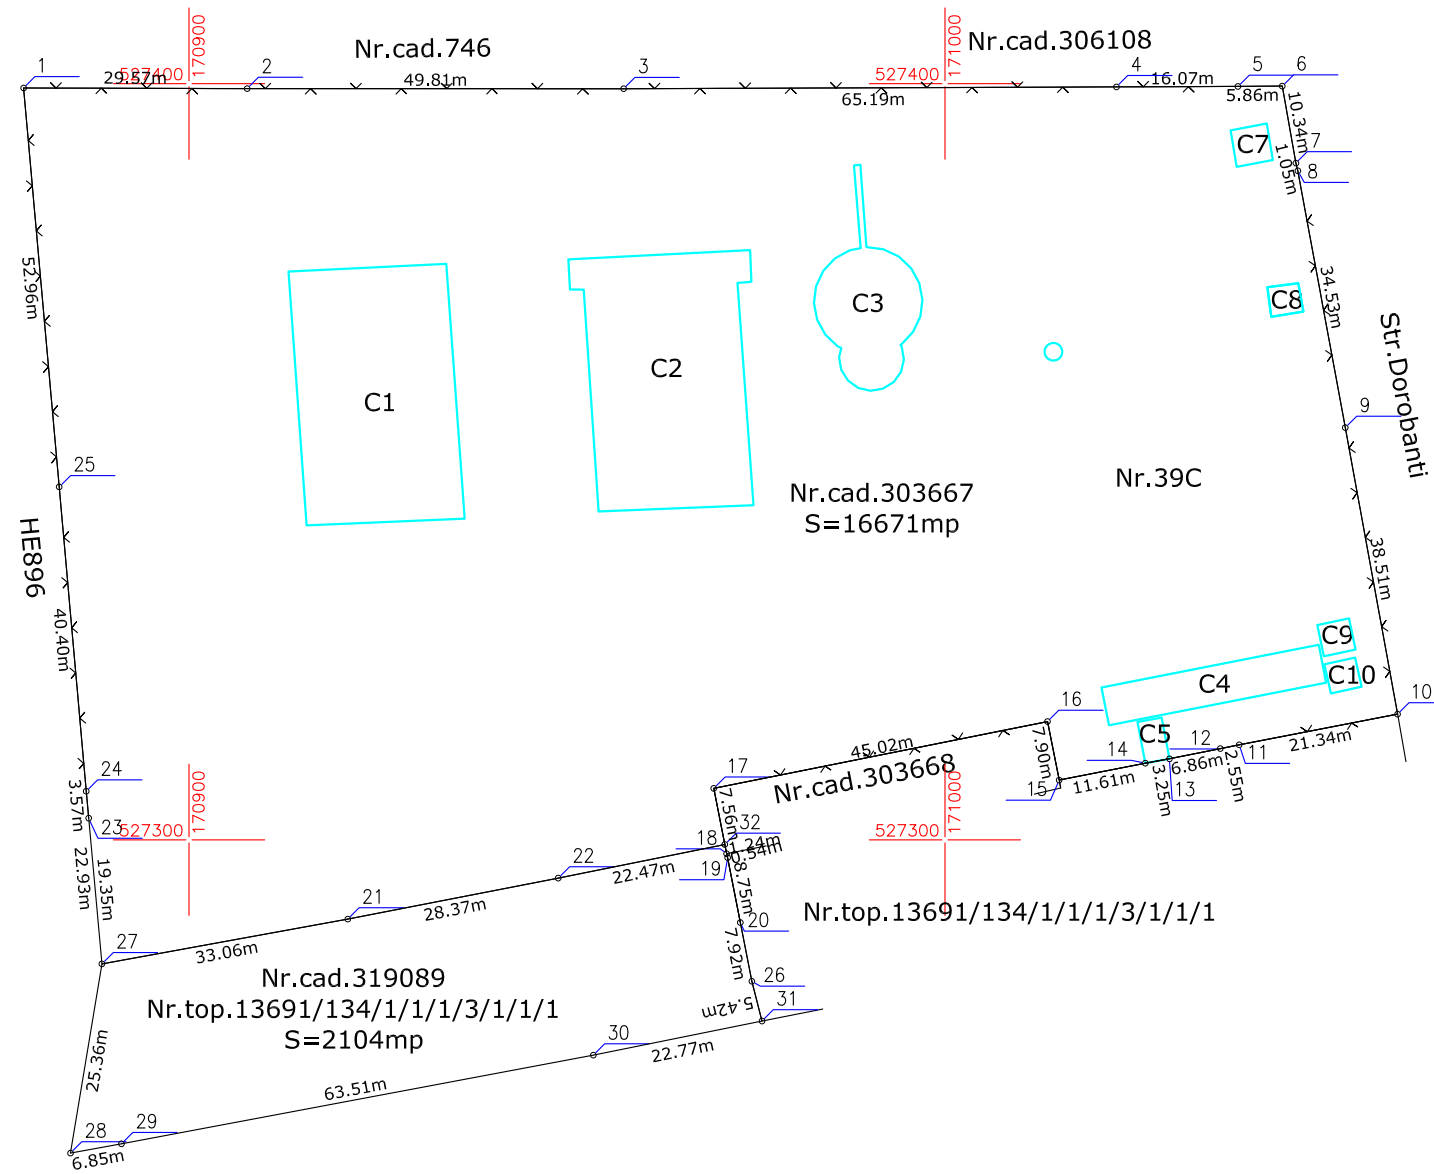 Nr.cad.746
Nr.cad.306108
1
29.57m
527400
170900
2
49.81m
3
65.19m
527400
171000
4
16.07m
5
6
5.86m
10.34m
7
1.05m
8
C7
34.53m
C8
C3
52.96m
C2
C1
Str.Dorobanti
9
25
Nr.cad.303667
S=16671mp
Nr.39C
HE896
38.51m
40.40m
C9
C10
C4
C5
16
10
45.02m
7.90m
14
12
11
21.34m
6.86m
2.55m
3.25m
13
11.61m
15
17
Nr.cad.303668
24
3.57m
527300
170900
23
7.56m
32
18
1.24m
0.54m
19
527300
171000
22.93m
19.35m
22
22.47m
8.75m
21
28.37m
20
Nr.top.13691/134/1/1/1/3/1/1/1
27
33.06m
7.92m
26
Nr.cad.319089
Nr.top.13691/134/1/1/1/3/1/1/1
S=2104mp
5.42m
31
30
22.77m
25.36m
63.51m
28
29
6.85m